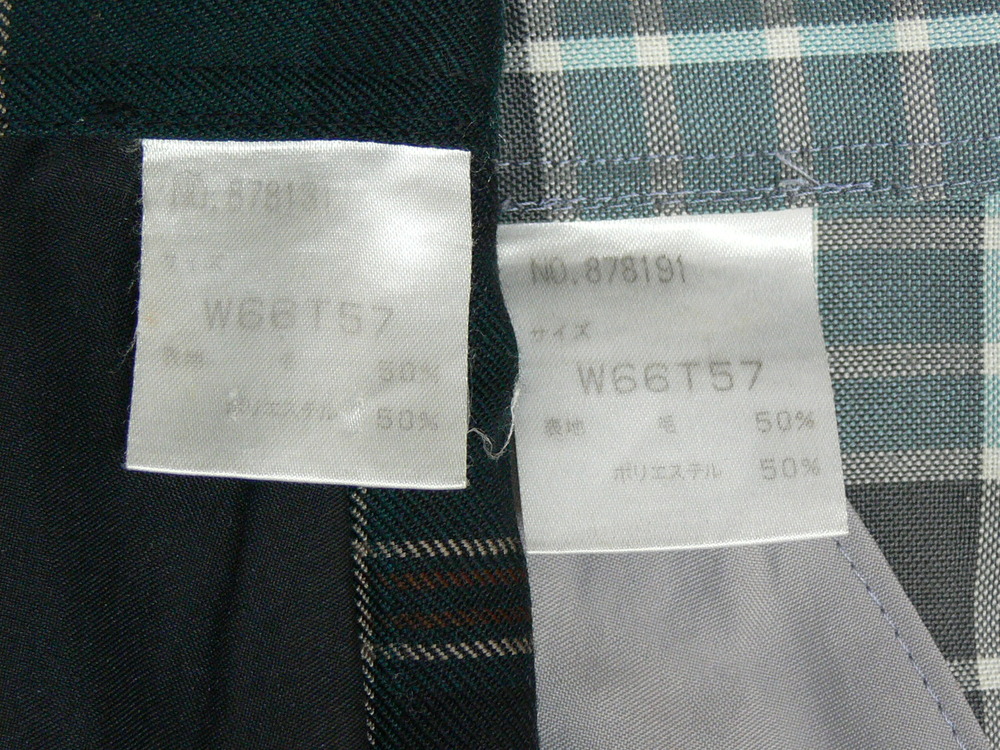 NO.878131
サイズ
W66T57
表地 毛 50%
ポリエステル 50%
NO.878191
サイズ
W66T57
表地 毛 50%
ポリエステル 50%